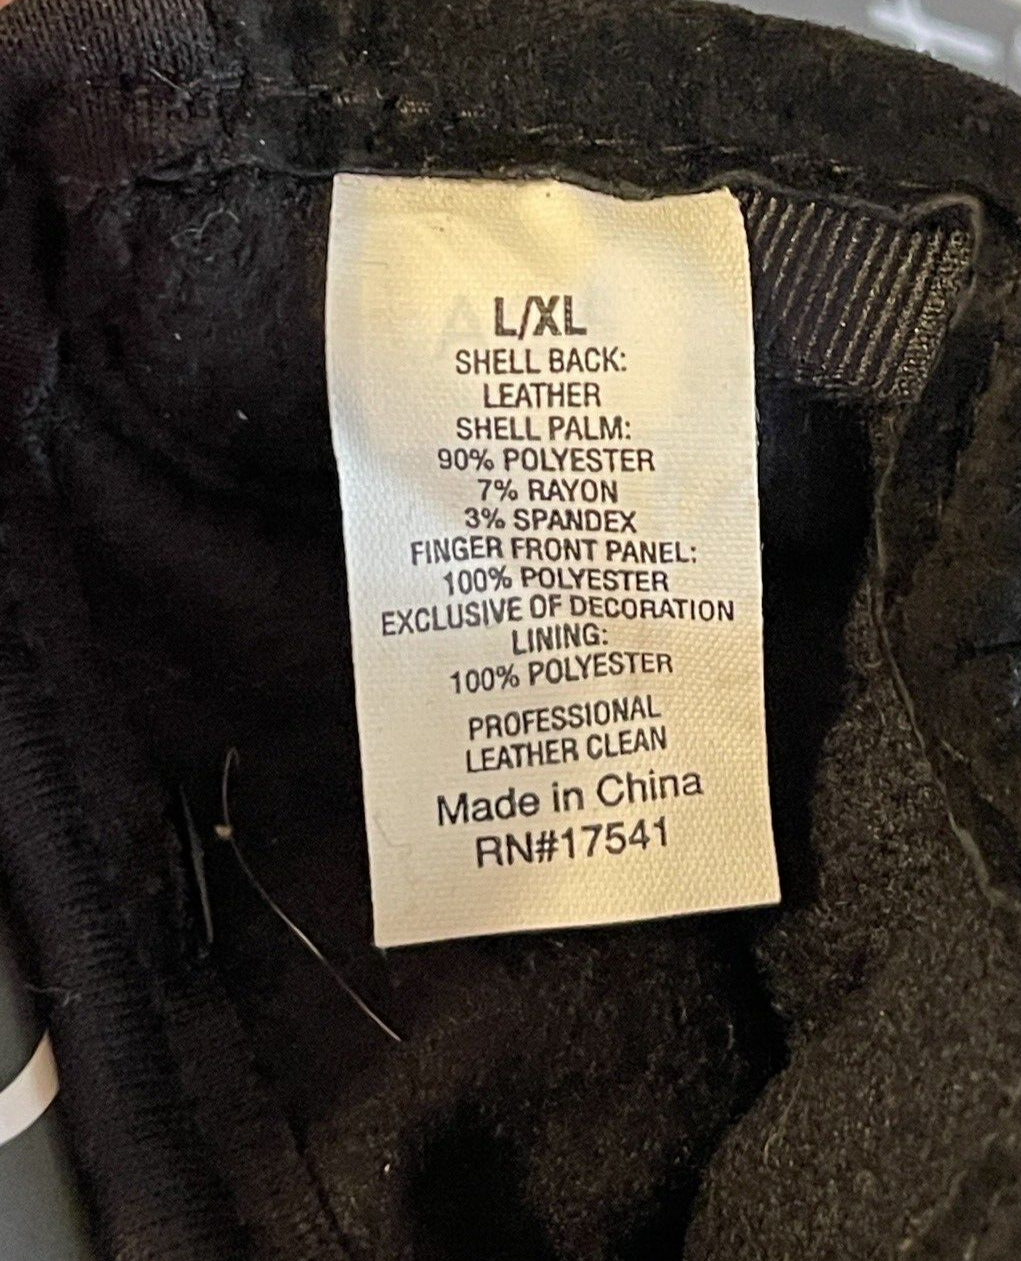 L/XL
SHELL BACK:
LEATHER
SHELL PALM:
90% POLYESTER
7% RAYON
3% SPANDEX
FINGER FRONT PANEL:
100% POLYESTER
EXCLUSIVE OF DECORATION
LINING:
100% POLYESTER
PROFESSIONAL
LEATHER CLEAN
Made in China
RN#17541